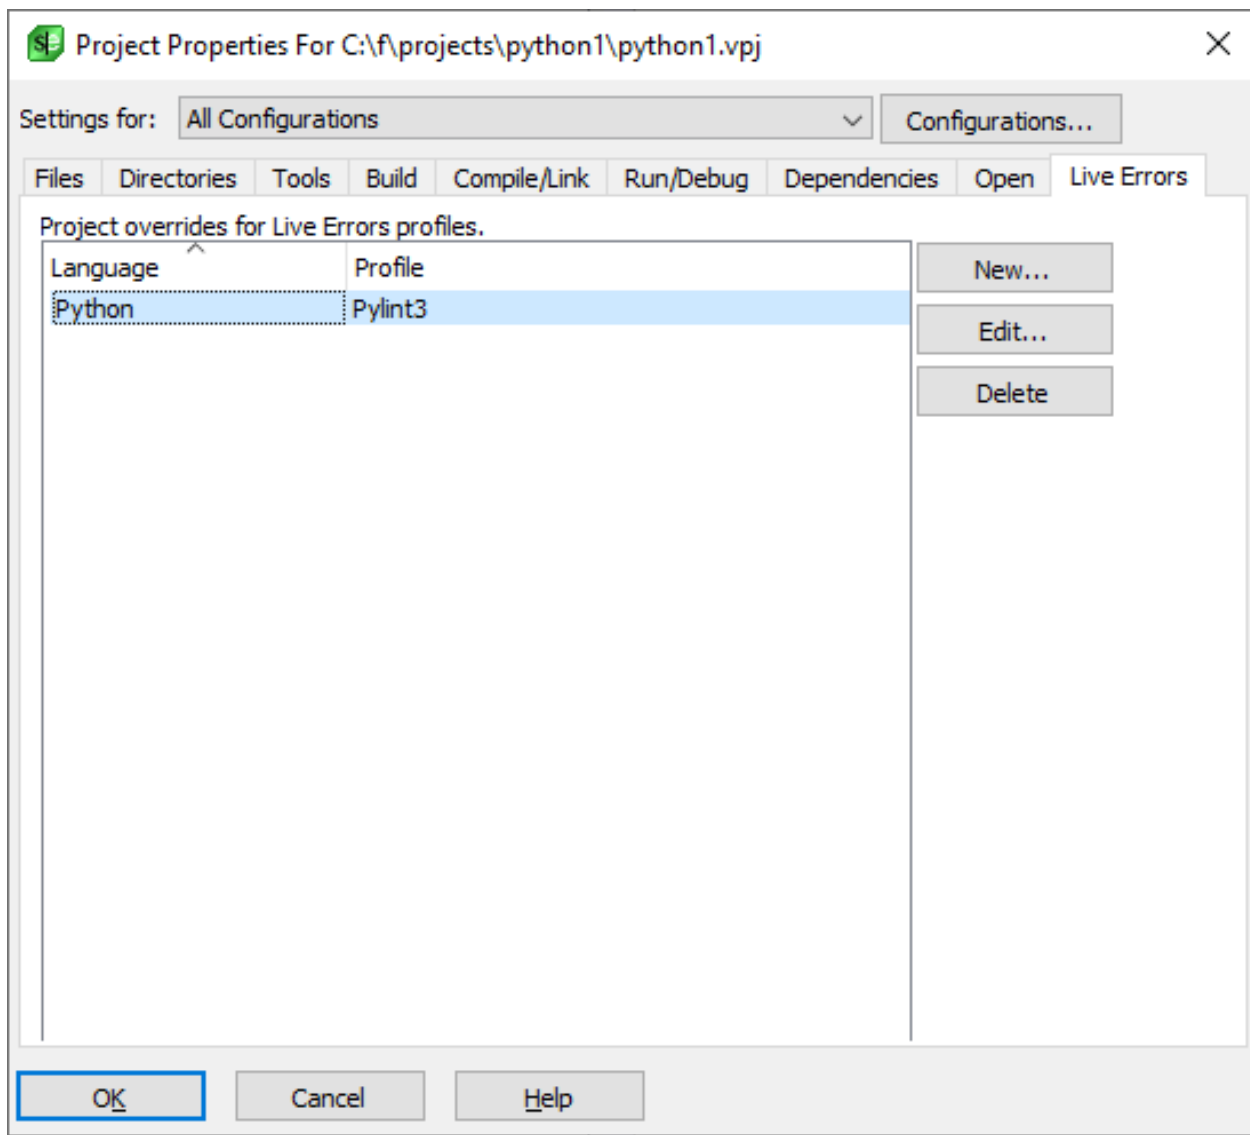 Project Properties For C:\f\projects\python1\python1.vpj
Settings for: All Configurations Configurations...
Files Directories Tools Build Compile/Link Run/Debug Dependencies Open Live Errors
Project overrides for Live Errors profiles.
Language Profile New...
Python Pylint3
Edit...
Delete
OK Cancel Help